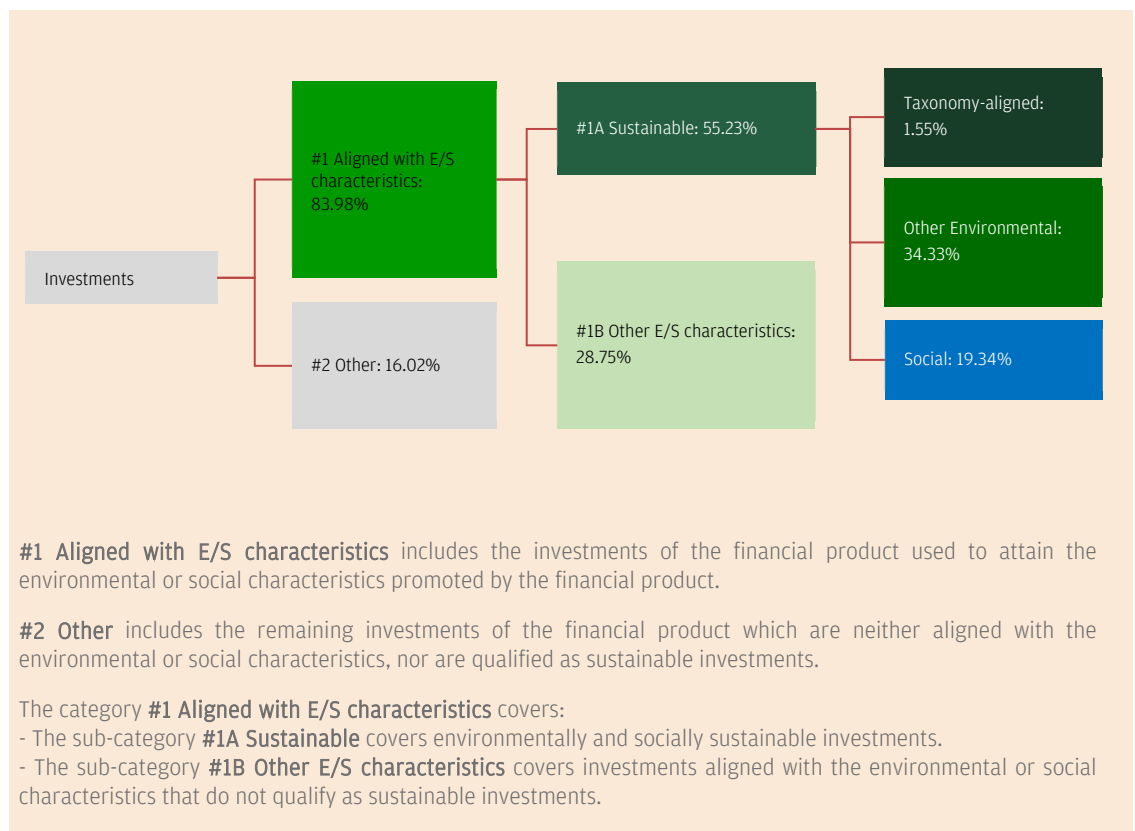 Investments
#1 Aligned with E/S
characteristics:
83.98%
#2 Other: 16.02%
#1A Sustainable: 55.23%
#1B Other E/S characteristics:
28.75%
Taxonomy-aligned:
1.55%
Other Environmental:
34.33%
Social: 19.34%
#1 Aligned with E/S characteristics includes the investments of the financial product used to attain the
environmental or social characteristics promoted by the financial product.
#2 Other includes the remaining investments of the financial product which are neither aligned with the
environmental or social characteristics, nor are qualified as sustainable investments.
The category #1 Aligned with E/S characteristics covers:
- The sub-category #1A Sustainable covers environmentally and socially sustainable investments.
- The sub-category #1B Other E/S characteristics covers investments aligned with the environmental or social
characteristics that do not qualify as sustainable investments.